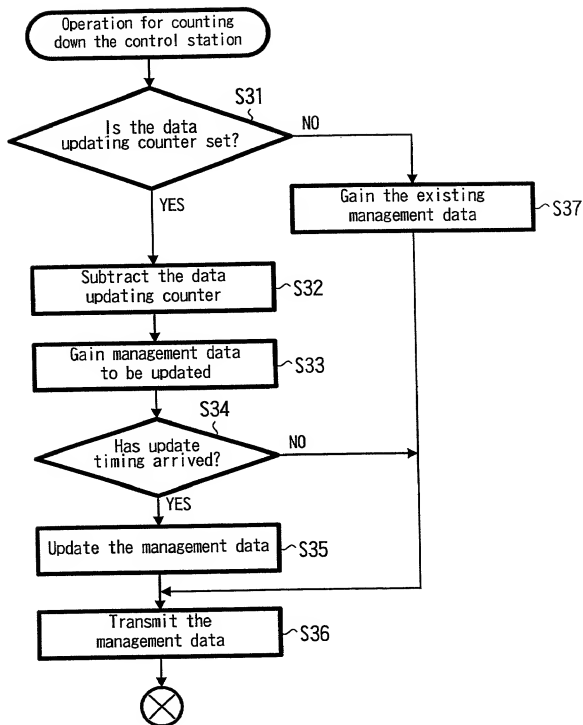 Operation for counting
down the control station
S31
Is the data
updating counter set?
NO
YES
Gain the existing
management data
S37
Subtract the data
updating counter
S32
Gain management data
to be updated
S33
S34
Has update
timing arrived?
NO
YES
Update the management data
S35
Transmit the
management data
S36